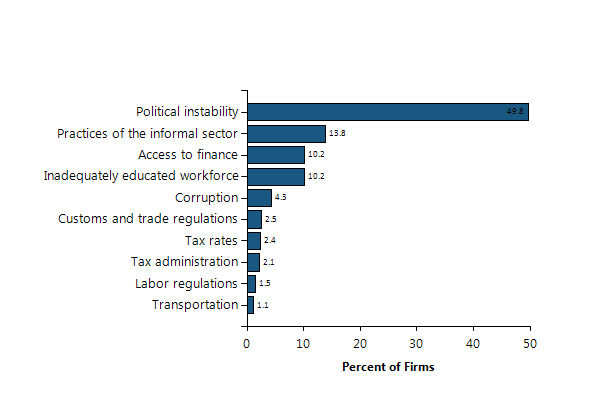 Political instability 49.8
Practices of the informal sector 13.8
Access to finance 10.2
Inadequately educated workforce 10.2
Corruption 4.3
Customs and trade regulations 2.5
Tax rates 2.4
Tax administration 2.1
Labor regulations 1.5
Transportation 1.1
0 10 20 30 40 50
Percent of Firms